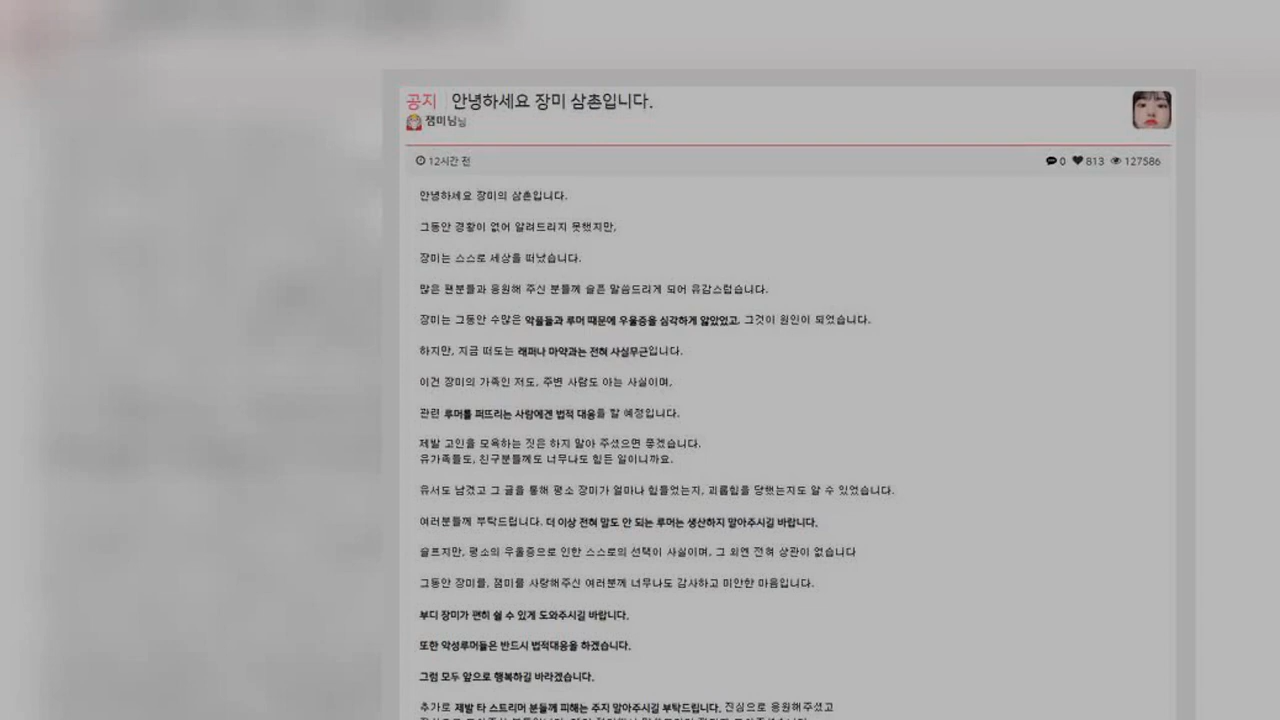 공지 안녕하세요 장미 삼촌입니다.
잼미님님
12시간 전 0 813 127586
안녕하세요 장미의 삼촌입니다.
그동안 경황이 없어 알려드리지 못했지만,
장미는 스스로 세상을 떠났습니다.
많은 팬분들과 응원해 주신 분들께 슬픈 말씀드리게 되어 유감스럽습니다.
장미는 그동안 수많은 악플들과 루머 때문에 우울증을 심각하게 앓았었고, 그것이 원인이 되었습니다.
하지만, 지금 떠도는 래퍼나 마약과는 전혀 사실무근입니다.
이건 장미의 가족인 저도, 주변 사람도 아는 사실이며,
관련 루머를 퍼뜨리는 사람에겐 법적 대응을 할 예정입니다.
제발 고인을 모욕하는 짓은 하지 말아 주셨으면 좋겠습니다.
유가족들도, 친구분들께도 너무나도 힘든 일이니까요.
유서도 남겼고 그 글을 통해 평소 장미가 얼마나 힘들었는지, 괴롭힘을 당했는지도 알 수 있었습니다.
여러분들께 부탁드립니다. 더 이상 전혀 말도 안 되는 루머는 생산하지 말아주시길 바랍니다.
슬프지만, 평소의 우울증으로 인한 스스로의 선택이 사실이며, 그 외엔 전혀 상관이 없습니다
그동안 장미를, 잼미를 사랑해주신 여러분께 너무나도 감사하고 미안한 마음입니다.
부디 장미가 편히 쉴 수 있게 도와주시길 바랍니다.
또한 악성루머들은 반드시 법적대응을 하겠습니다.
그럼 모두 앞으로 행복하길 바라겠습니다.
추가로 제발 타 스트리머 분들께 피해는 주지 말아주시길 부탁드립니다. 진심으로 응원해주셨고